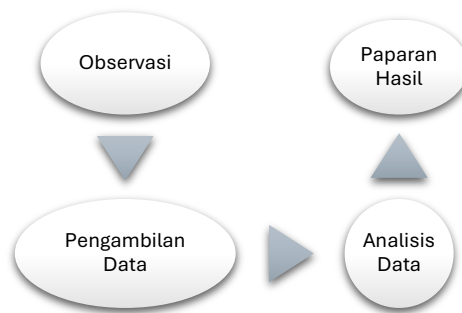 Observasi
Pengambilan
Data
Analisis
Data
Paparan
Hasil